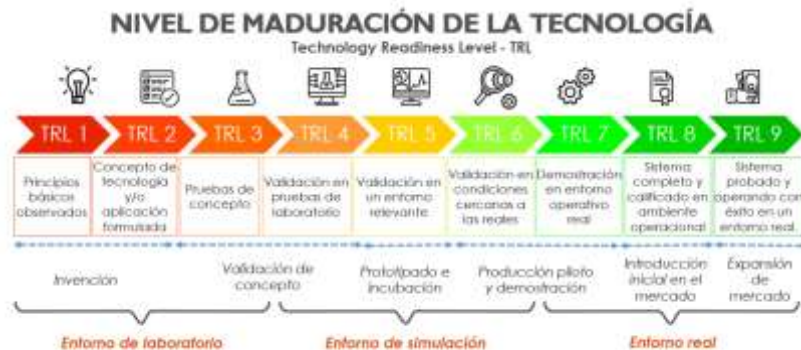 NIVEL DE MADURACIÓN DE LA TECNOLOGÍA
Technology Readiness Level - TRL
TRL 1
TRL 2
TRL 3
TRL 4
TRL 5
TRL 6
TRL 7
TRL 8
TRL 9
Principios
básicos
observados
Concepto de
tecnología
y/o
aplicación
formulada
Pruebas de
concepto
Validación en
pruebas de
laboratorio
Validación en
un entorno
relevante
Validación en
condiciones
cercanas a
las reales
Demostración
en entorno
operativo
real
Sistema
completo y
calificado en
ambiente
operacional
Sistema
probado y
operando con
éxito en un
entorno real.
Invención
Validación de
concepto
Prototipado e
incubación
Producción piloto
y demostración
Introducción
inicial en el
mercado
Expansión
de
mercado
Entorno de laboratorio
Entorno de simulación
Entorno real